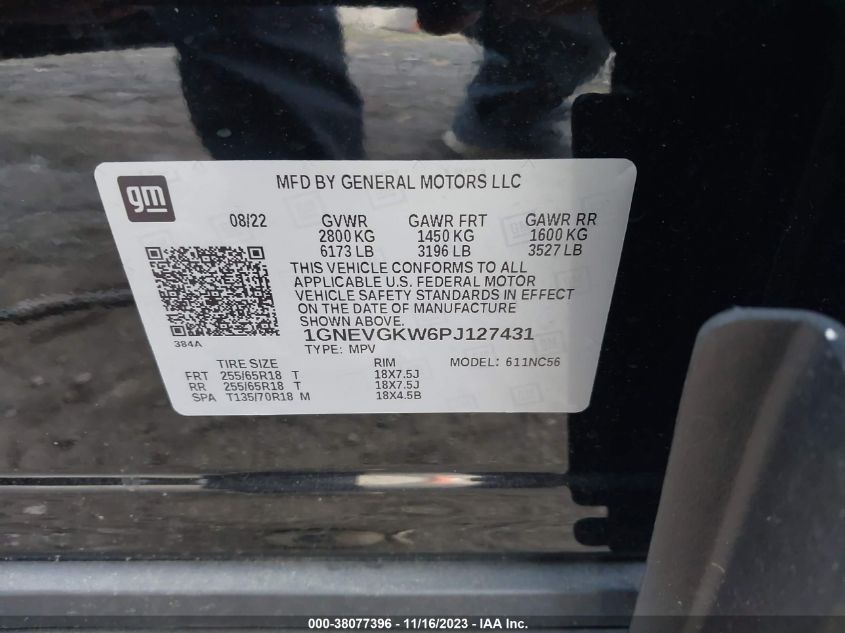 gm
MFD BY GENERAL MOTORS LLC
08/22 GVWR GAWR FRT GAWR RR
2800 KG 1450 KG 1600 KG
6173 LB 3196 LB 3527 LB
THIS VEHICLE CONFORMS TO ALL
APPLICABLE U.S. FEDERAL MOTOR
VEHICLE SAFETY STANDARDS IN EFFECT
ON THE DATE OF MANUFACTURE
SHOWN ABOVE.
384A
1GNEVGKW6PJ127431
TYPE: MPV MODEL: 611NC56
TIRE SIZE RIM
FRT 255/65R18 T 18X7.5J
RR 255/65R18 T 18X7.5J
SPA T135/70R18 M 18X4.5B
000-38077396 - 11/16/2023 - IAA Inc.